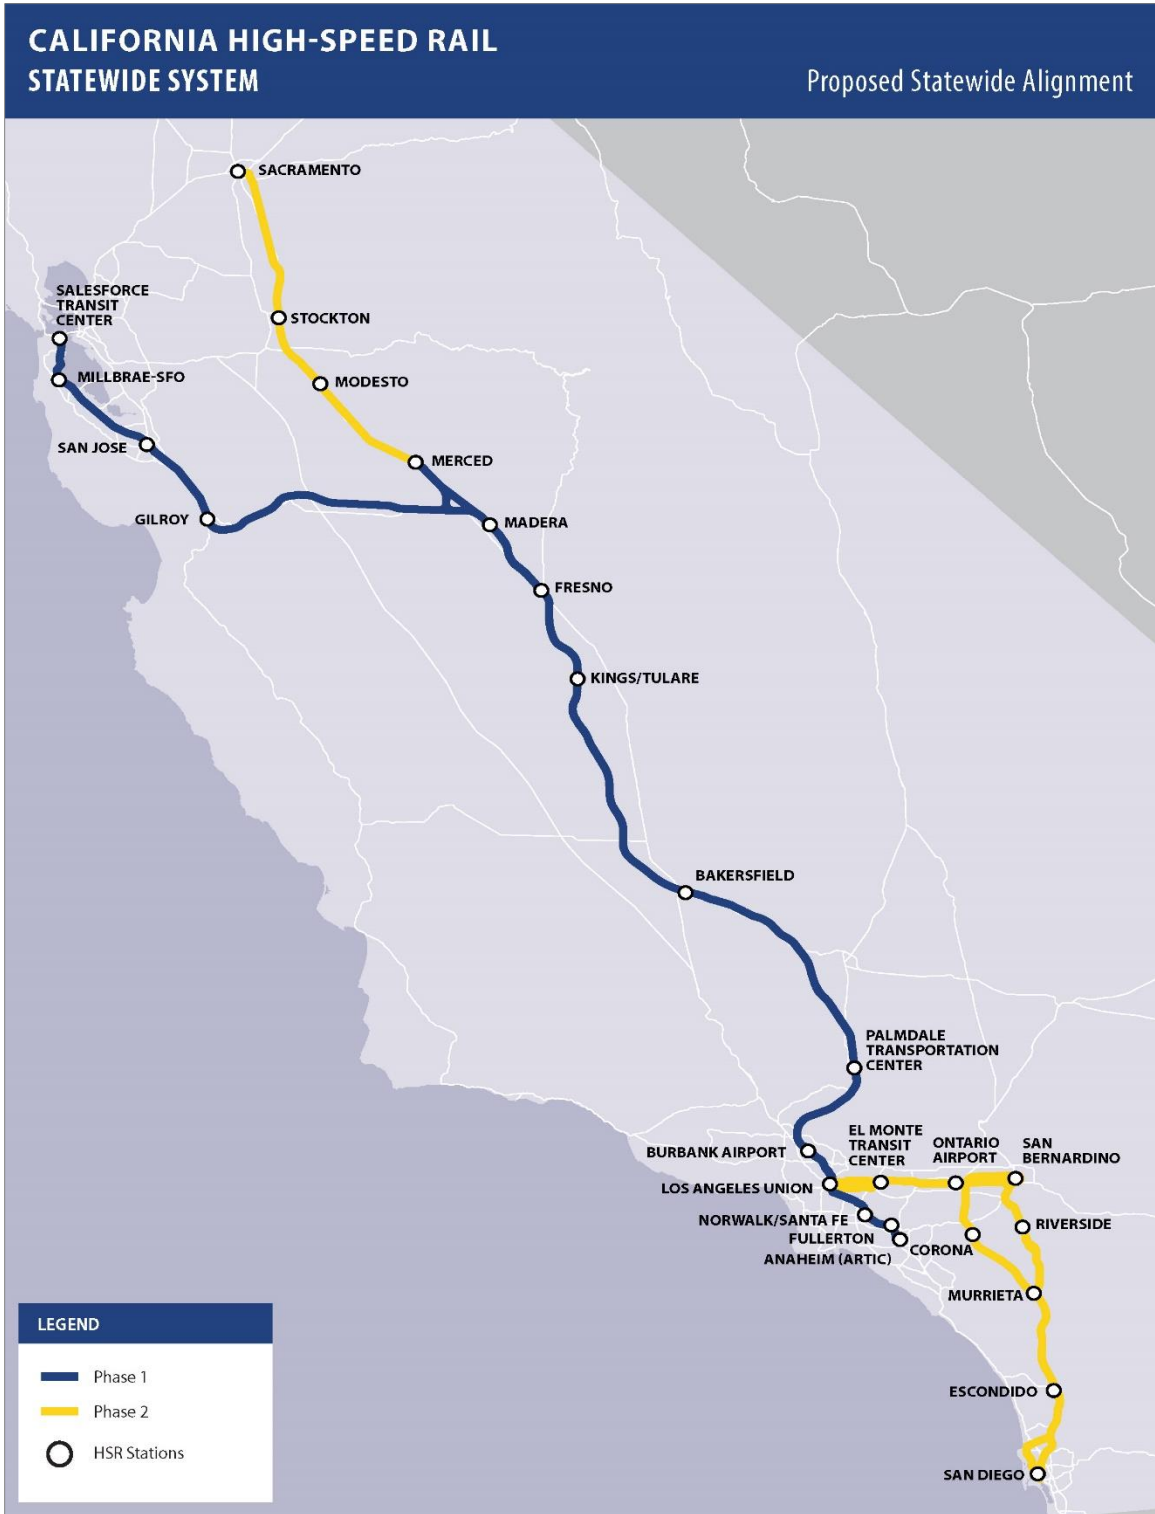 CALIFORNIA HIGH-SPEED RAIL
STATEWIDE SYSTEM
Proposed Statewide Alignment
SACRAMENTO
SALESFORCE
TRANSIT
CENTER
STOCKTON
MILLBRAE-SFO
MODESTO
SAN JOSE
MERCED
GILROY
MADERA
FRESNO
KINGS/TULARE
BAKERSFIELD
PALMDALE
TRANSPORTATION
CENTER
BURBANK AIRPORT
EL MONTE
TRANSIT
CENTER
ONTARIO
AIRPORT
SAN
BERNARDINO
LOS ANGELES UNION
NORWALK/SANTA FE
FULLERTON
ANAHEIM (ARTIC)
CORONA
RIVERSIDE
MURRIETA
ESCONDIDO
SAN DIEGO
LEGEND
Phase 1
Phase 2
HSR Stations